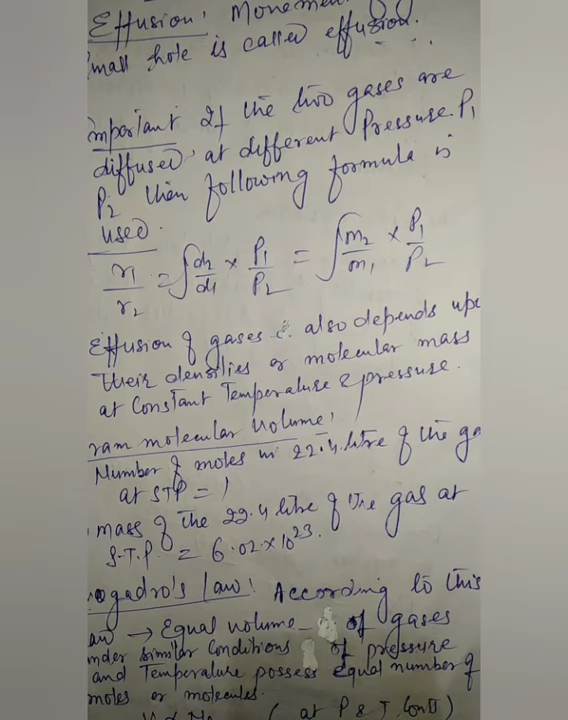 Effusion: Movemen
mall hole is called effusion.
mportant If the two gases are
diffused at different Pressure P1
P2 then following formula is
used.
r1/r2 = √d2/d1 × P1/P2 = √m2/m1 × P1/P2
Effusion of gases is also depends upo
their densities or molecular mass
at Constant Temperature & pressure.
ram molecular Volume:
Number of moles in 22.4 litre of the ga
at STP = 1
mass of the 22.4 litre of the gas at
S.T.P. = 6.02×10²³.
ogadro's law: According to this
aw → Equal volume of gases
nder similar conditions of pressure
and Temperature possess equal number of
moles or molecules.
(at P & T Con